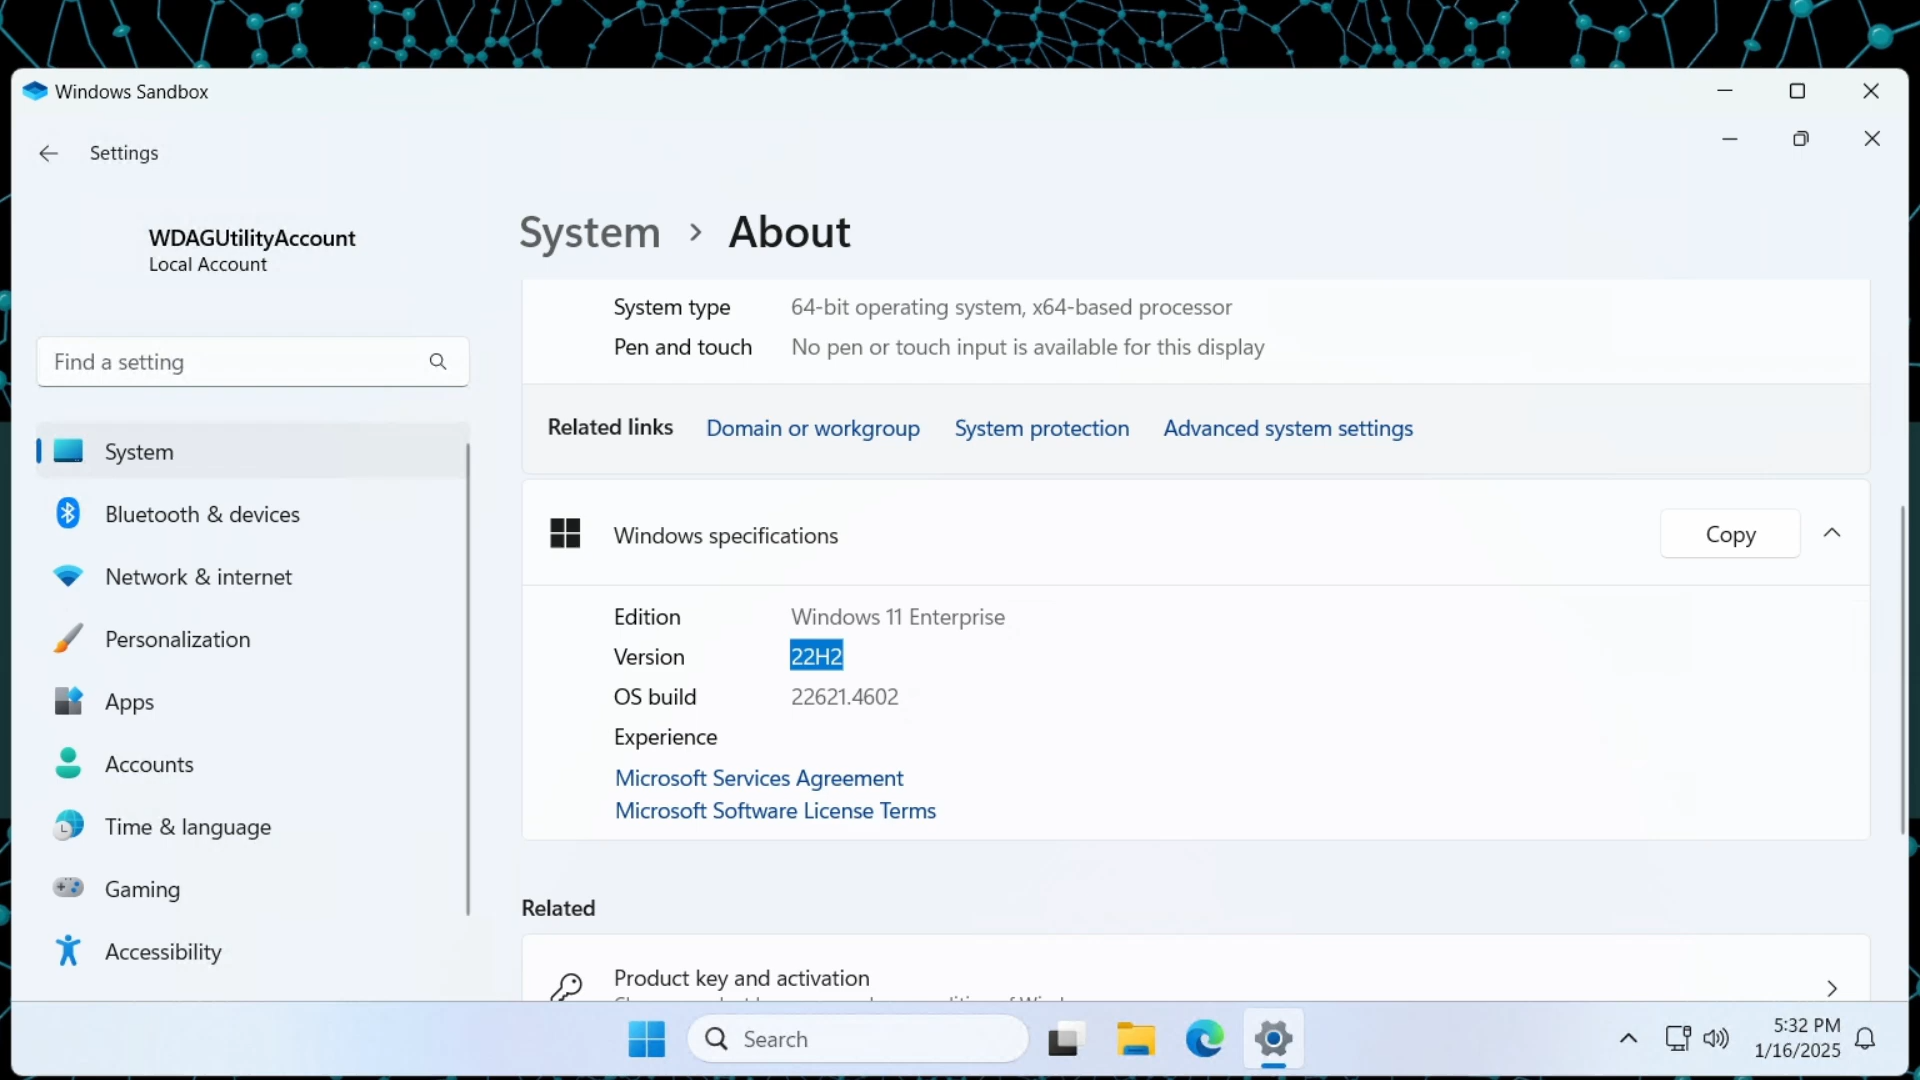 Windows Sandbox
Settings
WDAGUtilityAccount
Local Account
Find a setting
System
Bluetooth & devices
Network & internet
Personalization
Apps
Accounts
Time & language
Gaming
Accessibility
System > About
System type 64-bit operating system, x64-based processor
Pen and touch No pen or touch input is available for this display
Related links Domain or workgroup System protection Advanced system settings
Windows specifications Copy
Edition Windows 11 Enterprise
Version 22H2
OS build 22621.4602
Experience
Microsoft Services Agreement
Microsoft Software License Terms
Related
Product key and activation
Search
5:32 PM
1/16/2025